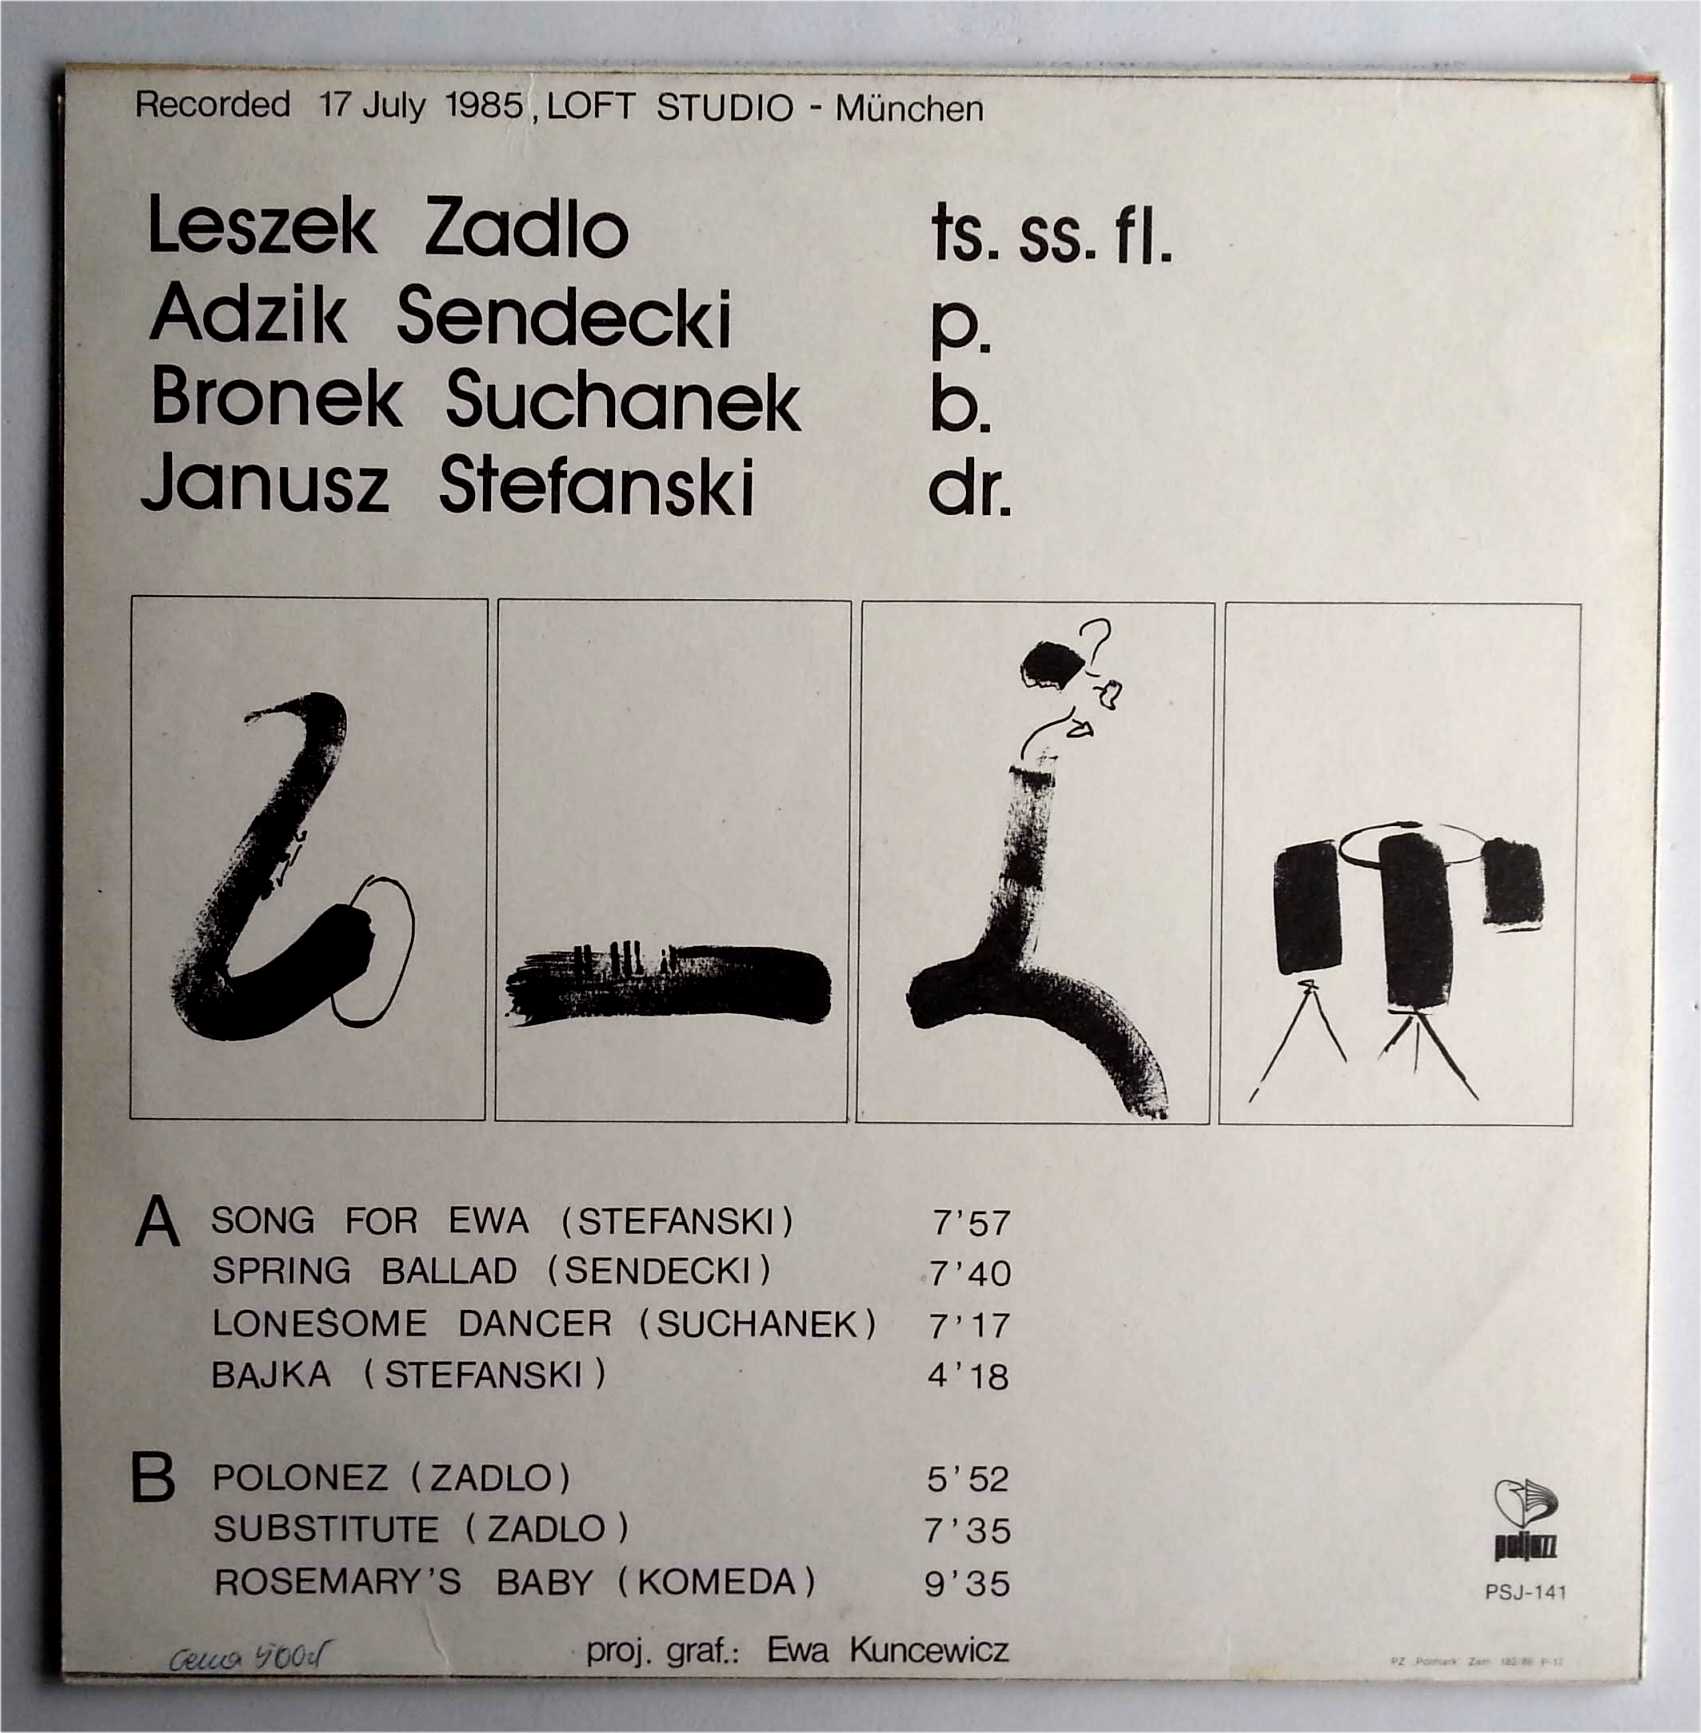 Recorded 17 July 1985, LOFT STUDIO - München
Leszek Zadlo ts. ss. fl.
Adzik Sendecki p.
Bronek Suchanek b.
Janusz Stefanski dr.
A SONG FOR EWA (STEFANSKI) 7'57
SPRING BALLAD (SENDECKI) 7'40
LONESOME DANCER (SUCHANEK) 7'17
BAJKA (STEFANSKI) 4'18
B POLONEZ (ZADLO) 5'52
SUBSTITUTE (ZADLO) 7'35
ROSEMARY'S BABY (KOMEDA) 9'35
poljazz
PSJ-141
cena
proj. graf.: Ewa Kuncewicz
PZ Zam.